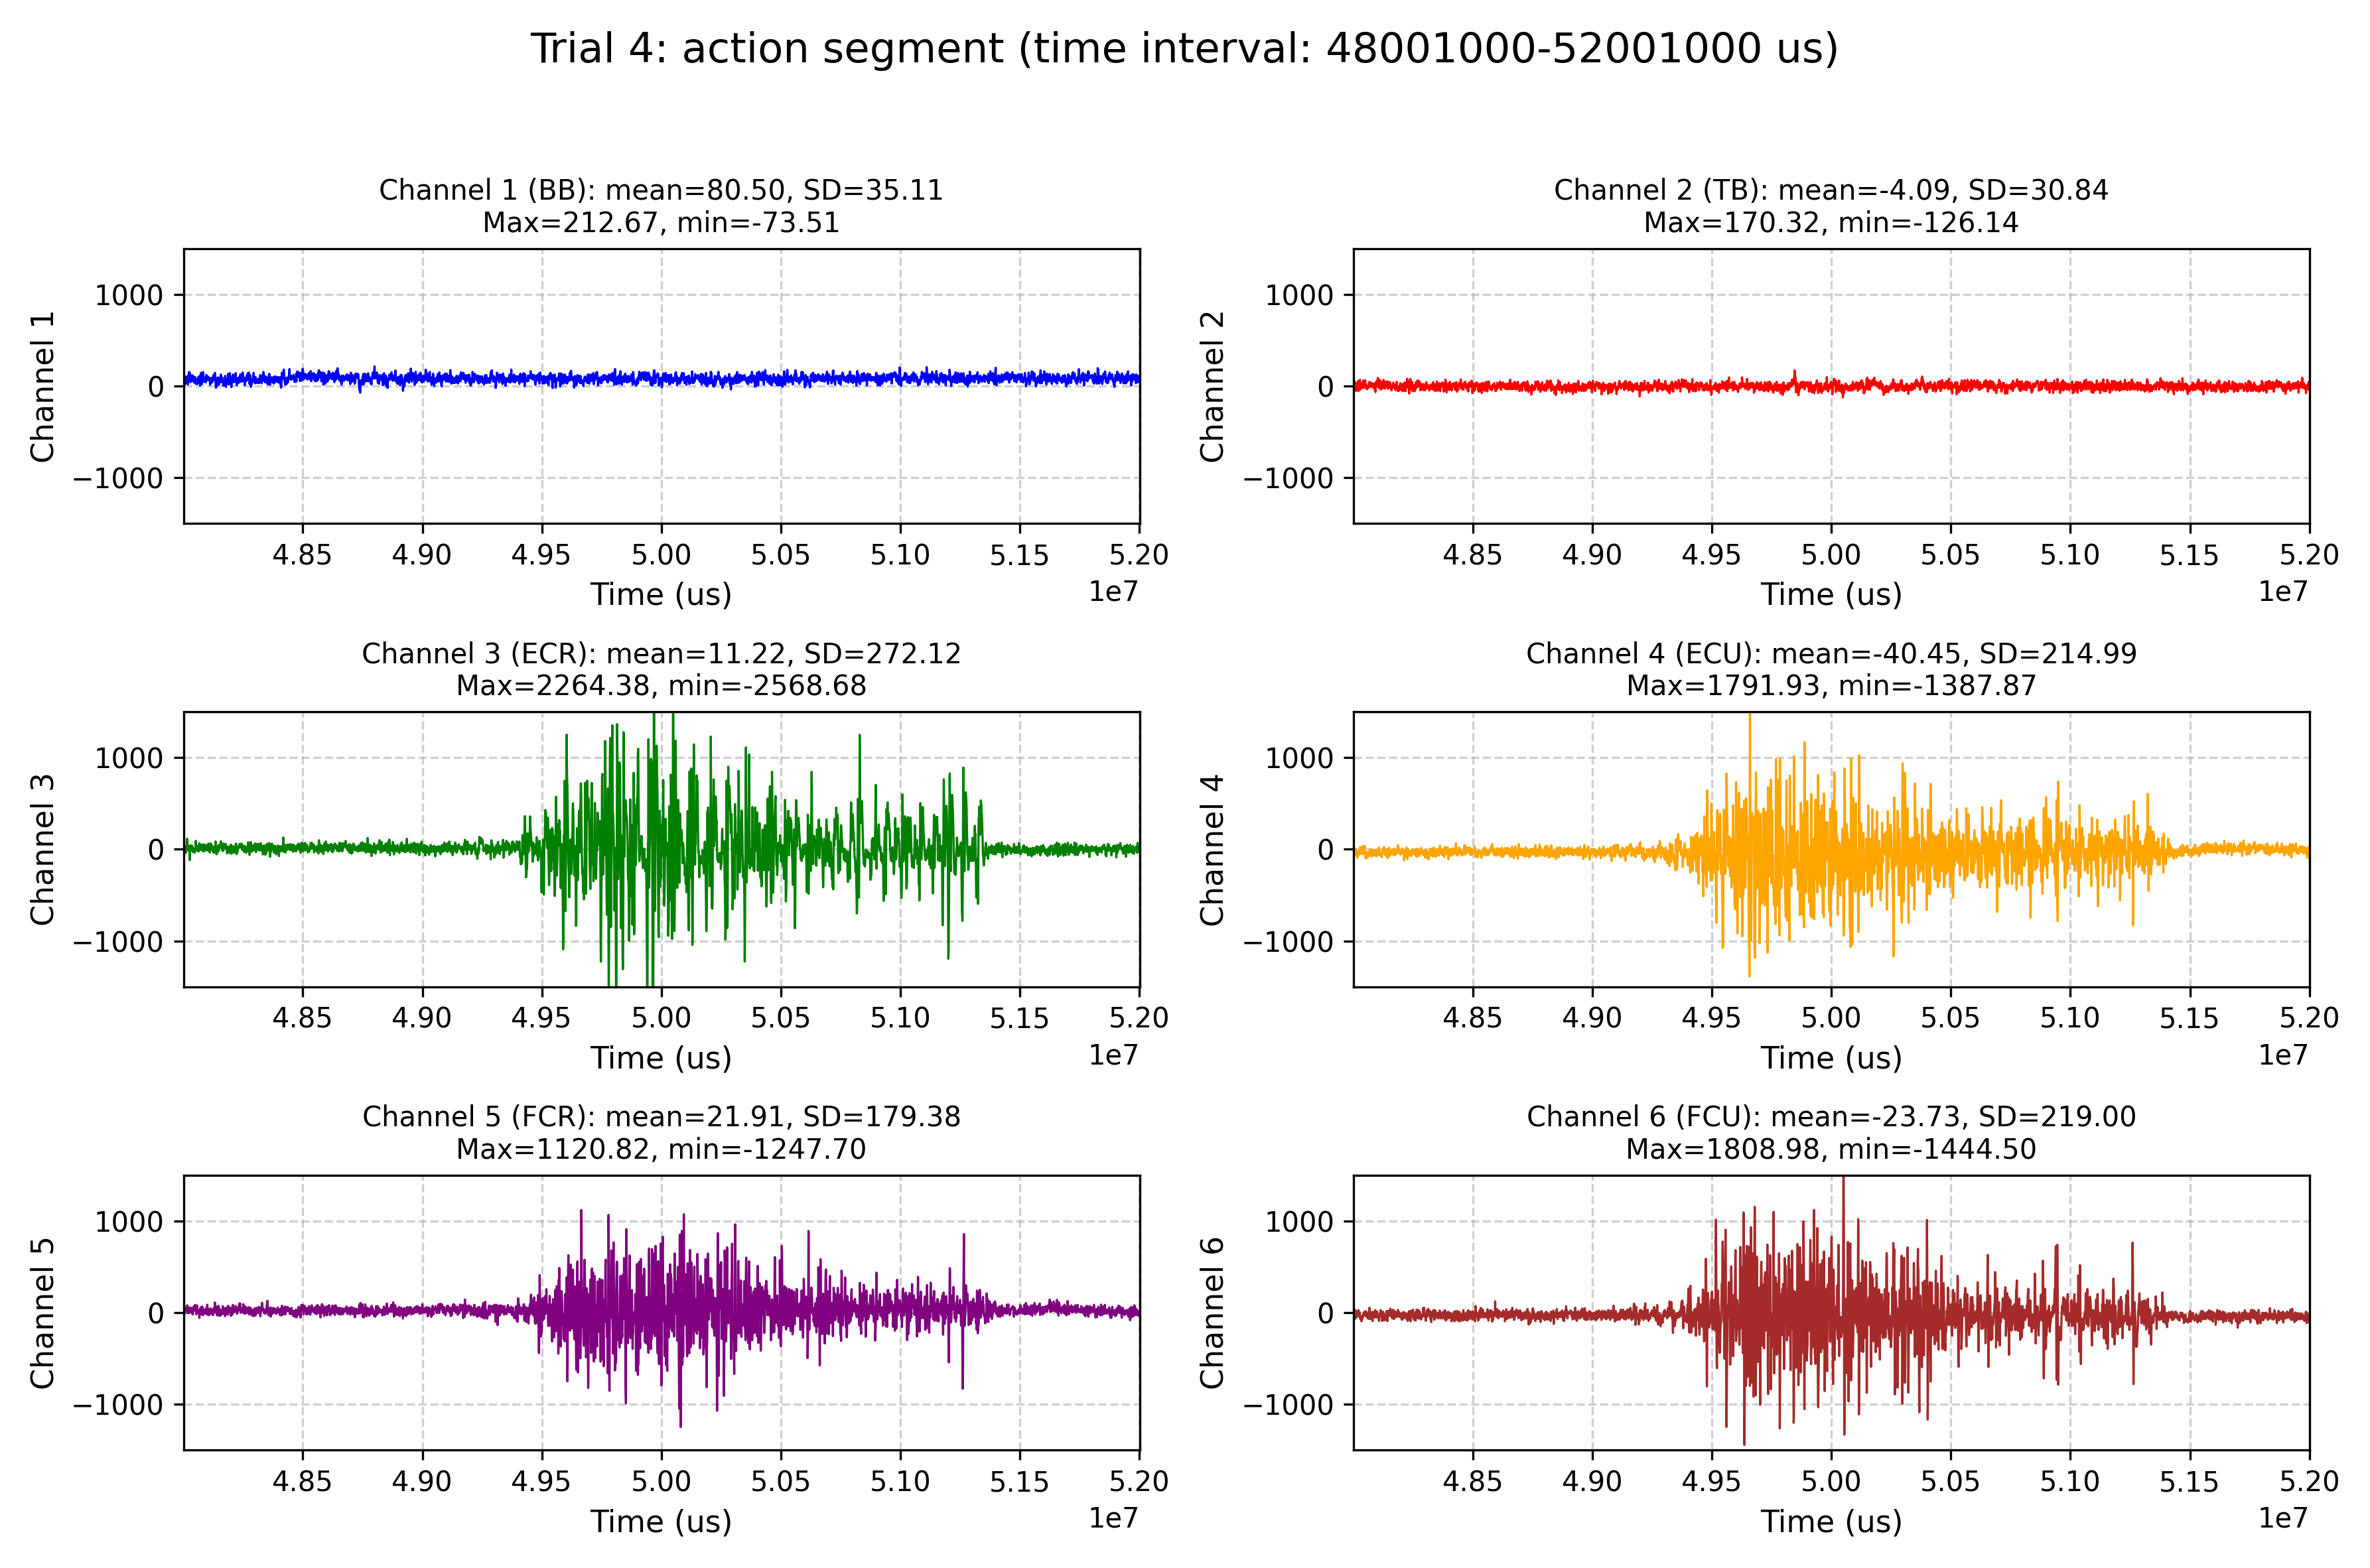 Trial 4: action segment (time interval: 48001000-52001000 us)
Channel 1 (BB): mean=80.50, SD=35.11
Max=212.67, min=-73.51
Channel 1
1000
0
−1000
4.85 4.90 4.95 5.00 5.05 5.10 5.15 5.20
Time (us)
1e7
Channel 2 (TB): mean=-4.09, SD=30.84
Max=170.32, min=-126.14
Channel 2
1000
0
−1000
4.85 4.90 4.95 5.00 5.05 5.10 5.15 5.20
Time (us)
1e7
Channel 3 (ECR): mean=11.22, SD=272.12
Max=2264.38, min=-2568.68
Channel 3
1000
0
−1000
4.85 4.90 4.95 5.00 5.05 5.10 5.15 5.20
Time (us)
1e7
Channel 4 (ECU): mean=-40.45, SD=214.99
Max=1791.93, min=-1387.87
Channel 4
1000
0
−1000
4.85 4.90 4.95 5.00 5.05 5.10 5.15 5.20
Time (us)
1e7
Channel 5 (FCR): mean=21.91, SD=179.38
Max=1120.82, min=-1247.70
Channel 5
1000
0
−1000
4.85 4.90 4.95 5.00 5.05 5.10 5.15 5.20
Time (us)
1e7
Channel 6 (FCU): mean=-23.73, SD=219.00
Max=1808.98, min=-1444.50
Channel 6
1000
0
−1000
4.85 4.90 4.95 5.00 5.05 5.10 5.15 5.20
Time (us)
1e7